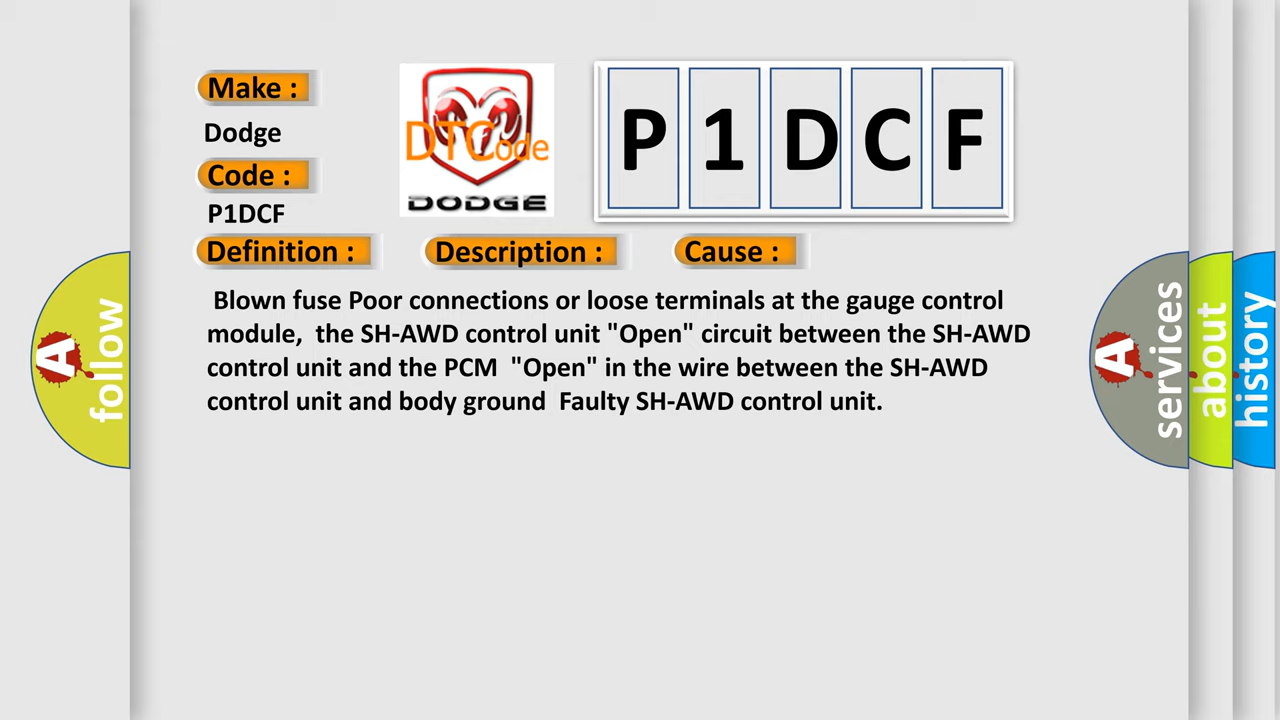 Make :
Dodge
Code :
P1DCF
DTCode
DODGE
P 1 D C F
Definition :
Description :
Cause :
Blown fuse Poor connections or loose terminals at the gauge control
module,  the SH-AWD control unit "Open" circuit between the SH-AWD
control unit and the PCM  "Open" in the wire between the SH-AWD
control unit and body ground  Faulty SH-AWD control unit.
A follow
A services
about
history